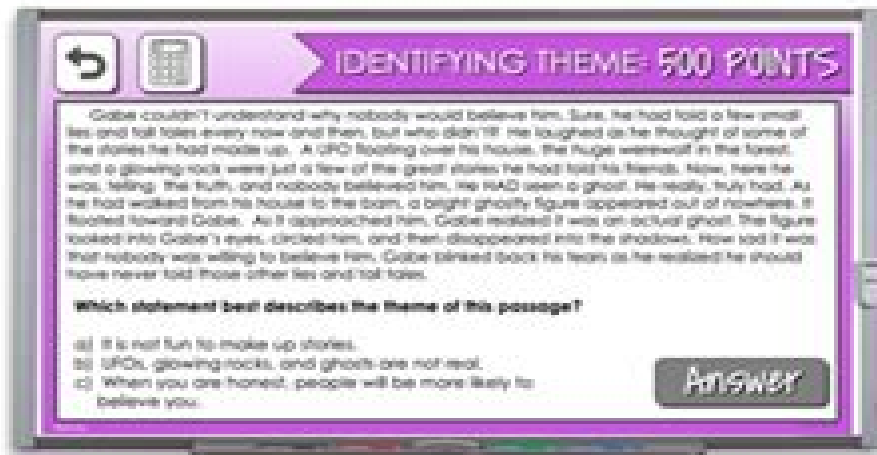 IDENTIFYING THEME: 500 POINTS
Gabe couldn't understand why nobody would believe him. Sure, he had told a few small
lies and tall tales every now and then, but who didn't? He laughed as he thought of some of
the stories he had made up. A UFO floating over his house, the huge werewolf in the forest,
and a glowing rock were just a few of the great stories he had told his friends. Now, here he
was, telling the truth, and nobody believed him. He HAD seen a ghost. He really, truly had. As
he had walked from his house to the barn, a bright ghostly figure appeared out of nowhere. It
floated toward Gabe. As it approached him, Gabe realized it was an actual ghost. The figure
looked into Gabe's eyes, circled him, and then disappeared into the shadows. How sad it was
that nobody was willing to believe him. Gabe blinked back his tears as he realized he should
have never told those other lies and tall tales.
Which statement best describes the theme of this passage?
a) It is not fun to make up stories.
b) UFOs, glowing rocks, and ghosts are not real.
c) When you are honest, people will be more likely to
believe you.
Answer